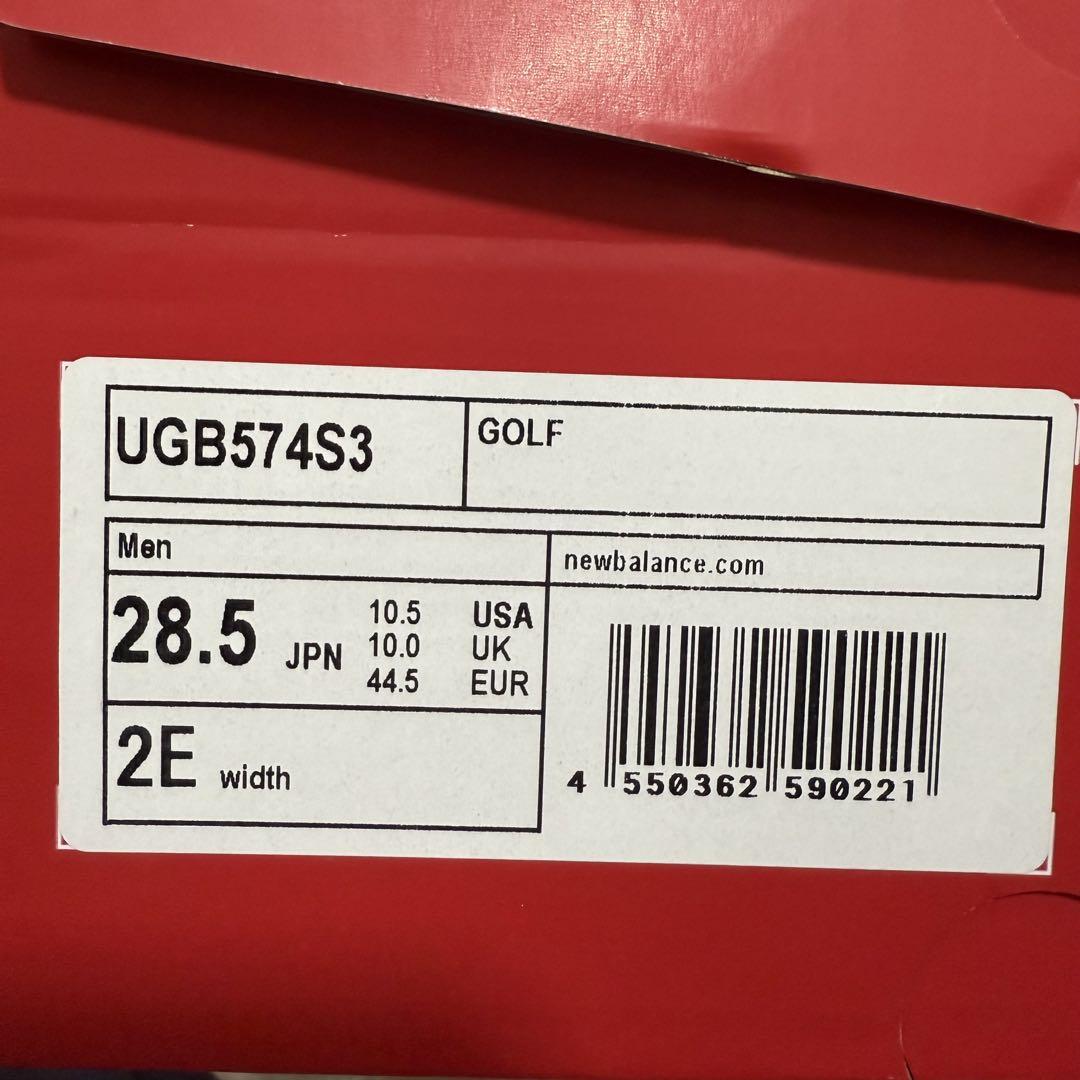 UGB574S3
GOLF
Men
newbalance.com
28.5 JPN
10.5 USA
10.0 UK
44.5 EUR
2E width
4 550362 590221